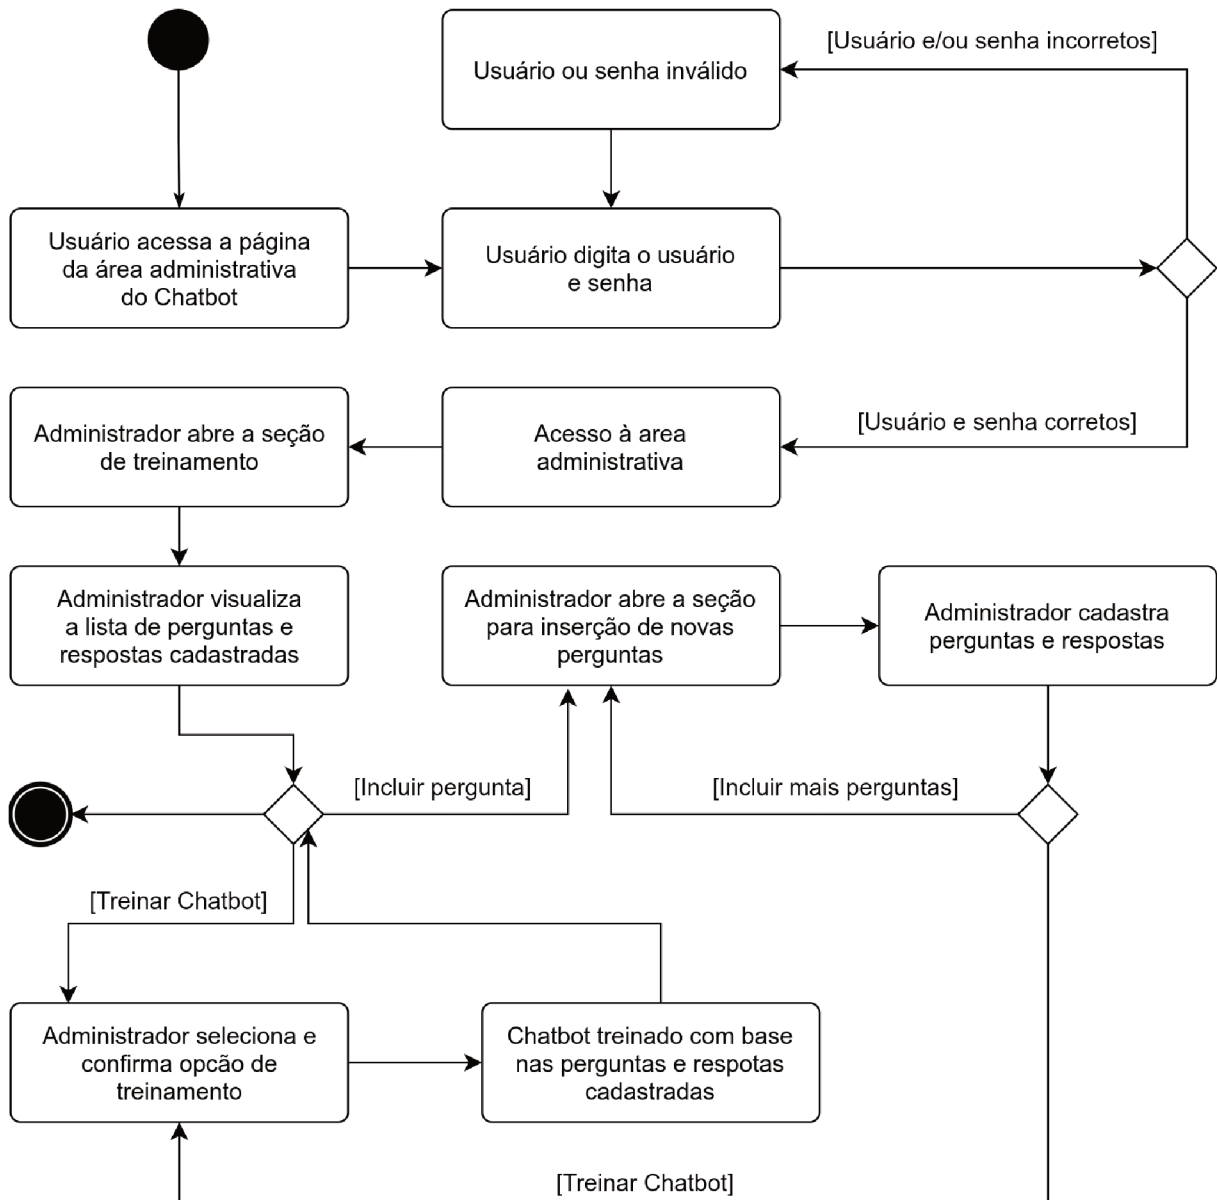 [Usuário e/ou senha incorretos]
Usuário ou senha inválido
Usuário acessa a página
da área administrativa
do Chatbot
Usuário digita o usuário
e senha
[Usuário e senha corretos]
Administrador abre a seção
de treinamento
Acesso à area
administrativa
Administrador visualiza
a lista de perguntas e
respostas cadastradas
Administrador abre a seção
para inserção de novas
perguntas
Administrador cadastra
perguntas e respostas
[Incluir pergunta]
[Incluir mais perguntas]
[Treinar Chatbot]
Administrador seleciona e
confirma opcão de
treinamento
Chatbot treinado com base
nas perguntas e respotas
cadastradas
[Treinar Chatbot]